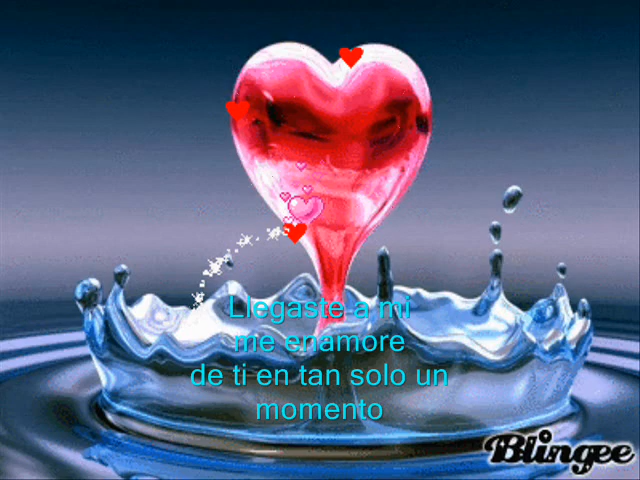 Llegaste a mi
me enamore
de ti en tan solo un
momento
Blingee